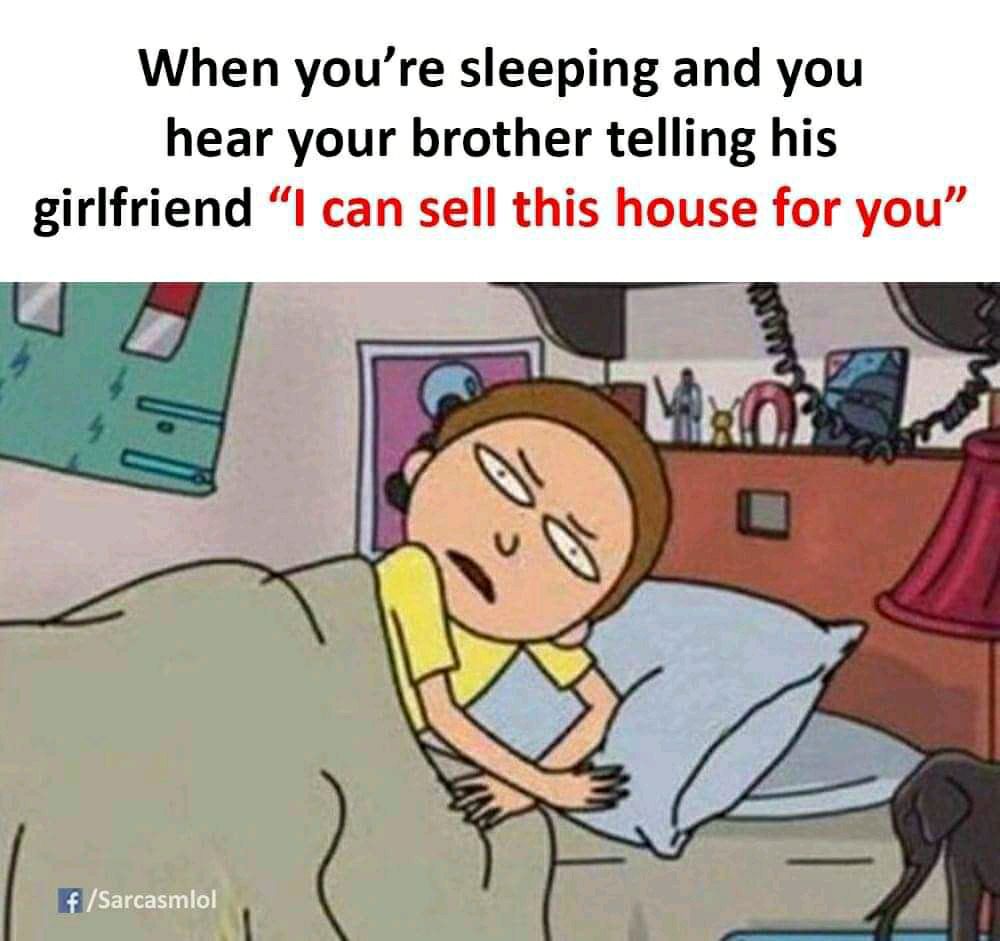 When you’re sleeping and you
hear your brother telling his
girlfriend “I can sell this house for you”
f /Sarcasmlol